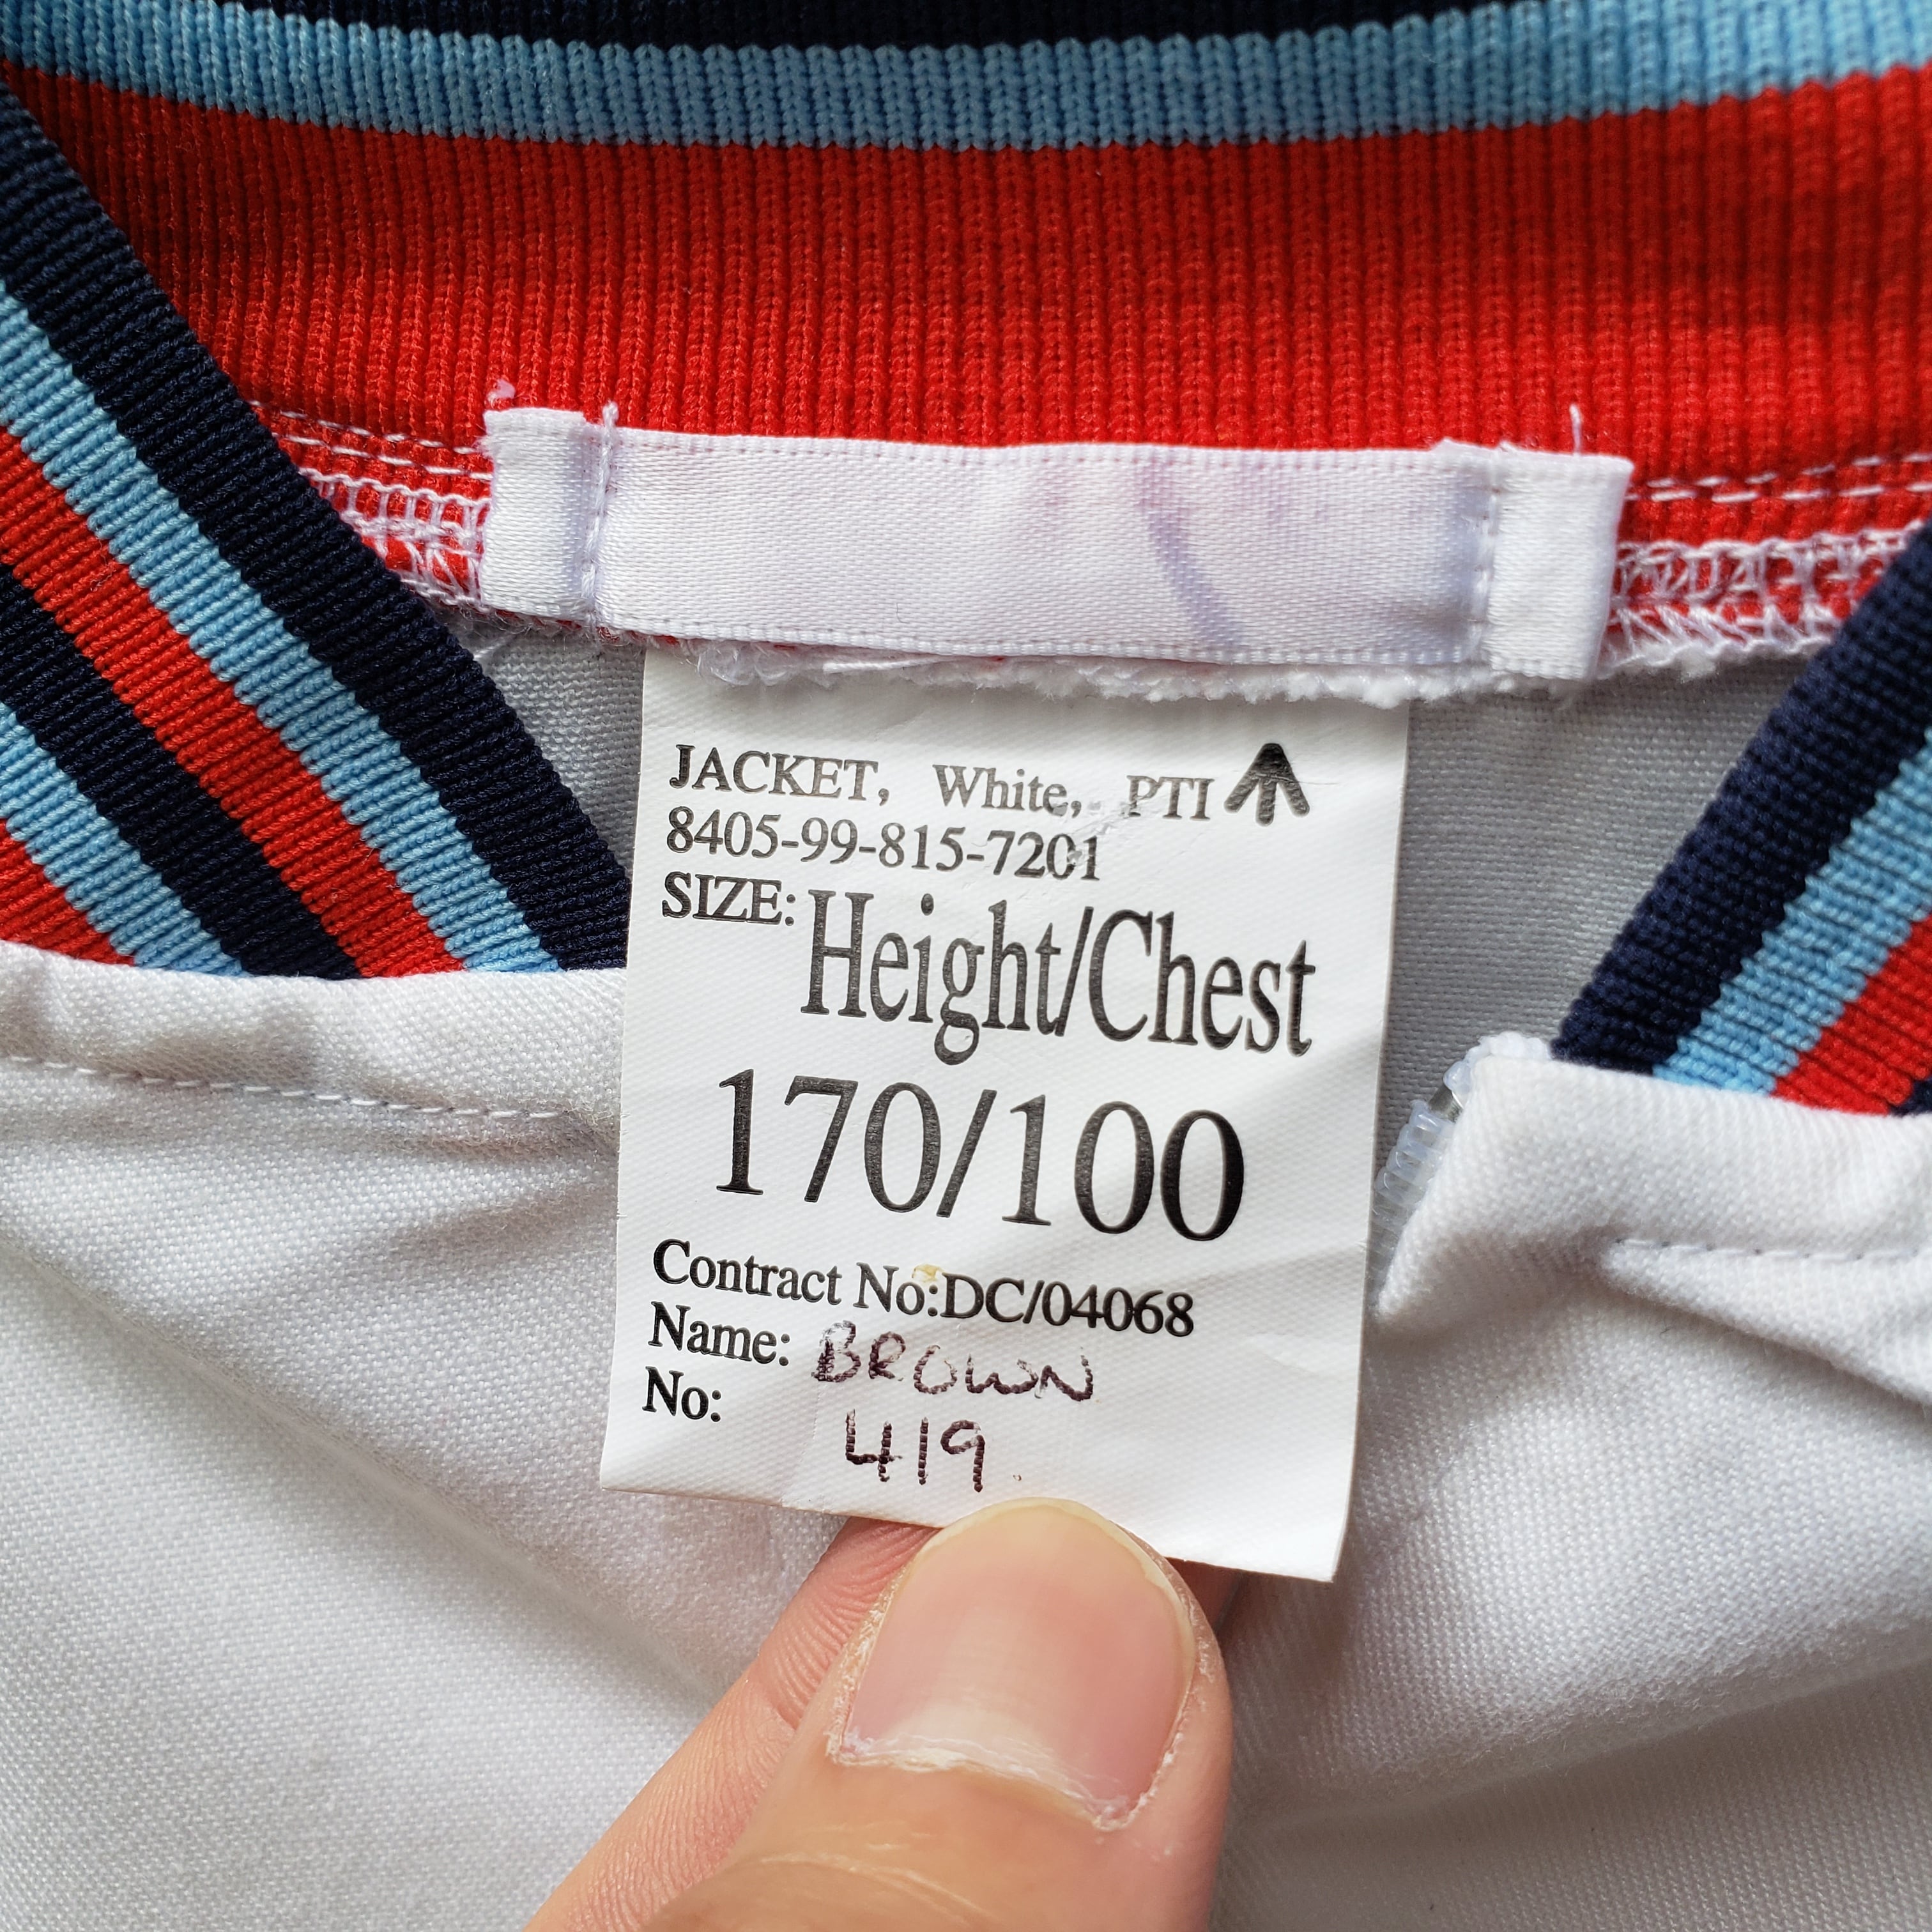 JACKET, White, PTI
8405-99-815-7201
SIZE: Height/Chest
170/100
Contract No:DC/04068
Name: BROWN
No: 419